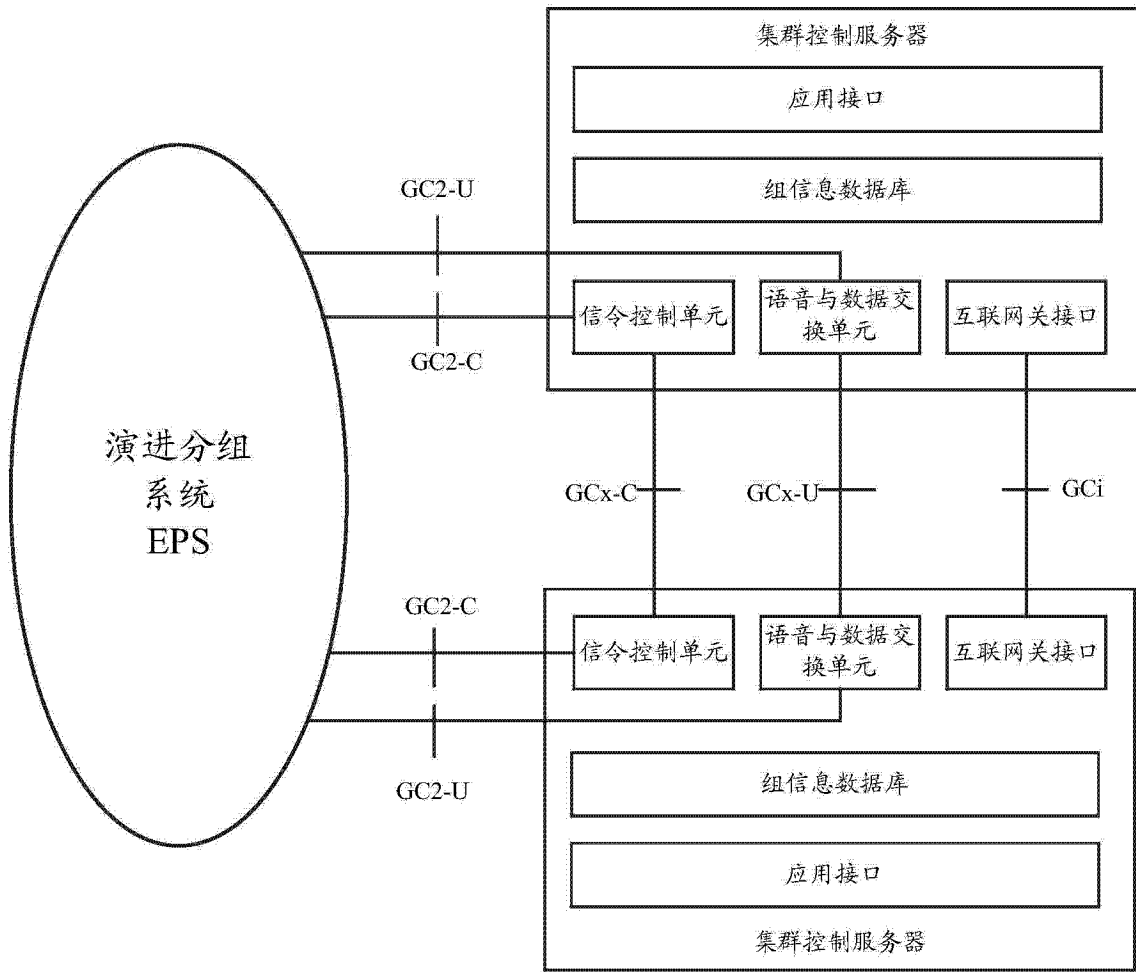 集群控制服务器
应用接口
组信息数据库
GC2-U
信令控制单元
语音与数据交
换单元
互联网关接口
GC2-C
演进分组
系统
EPS
GCx-C
GCx-U
GCi
GC2-C
信令控制单元
语音与数据交
换单元
互联网关接口
GC2-U
组信息数据库
应用接口
集群控制服务器